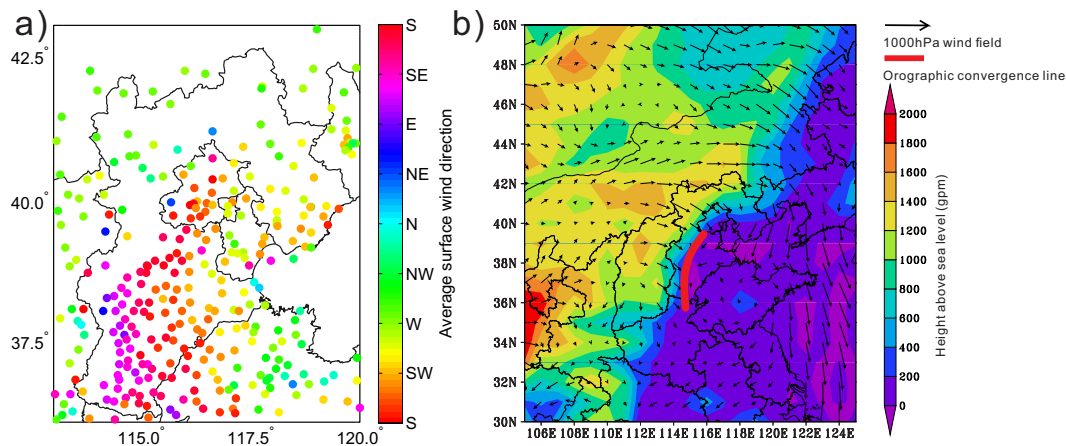 a)
42.5°
40.0°
37.5°
115.0° 117.5° 120.0°
S
SE
E
NE
N
NW
W
SW
S
Average surface wind direction
b)
50N
48N
46N
44N
42N
40N
38N
36N
34N
32N
30N
106E 108E 110E 112E 114E 116E 118E 120E 122E 124E
1000hPa wind field
Orographic convergence line
2000
1800
1600
1400
1200
1000
800
600
400
200
0
Height above seal level (gpm)